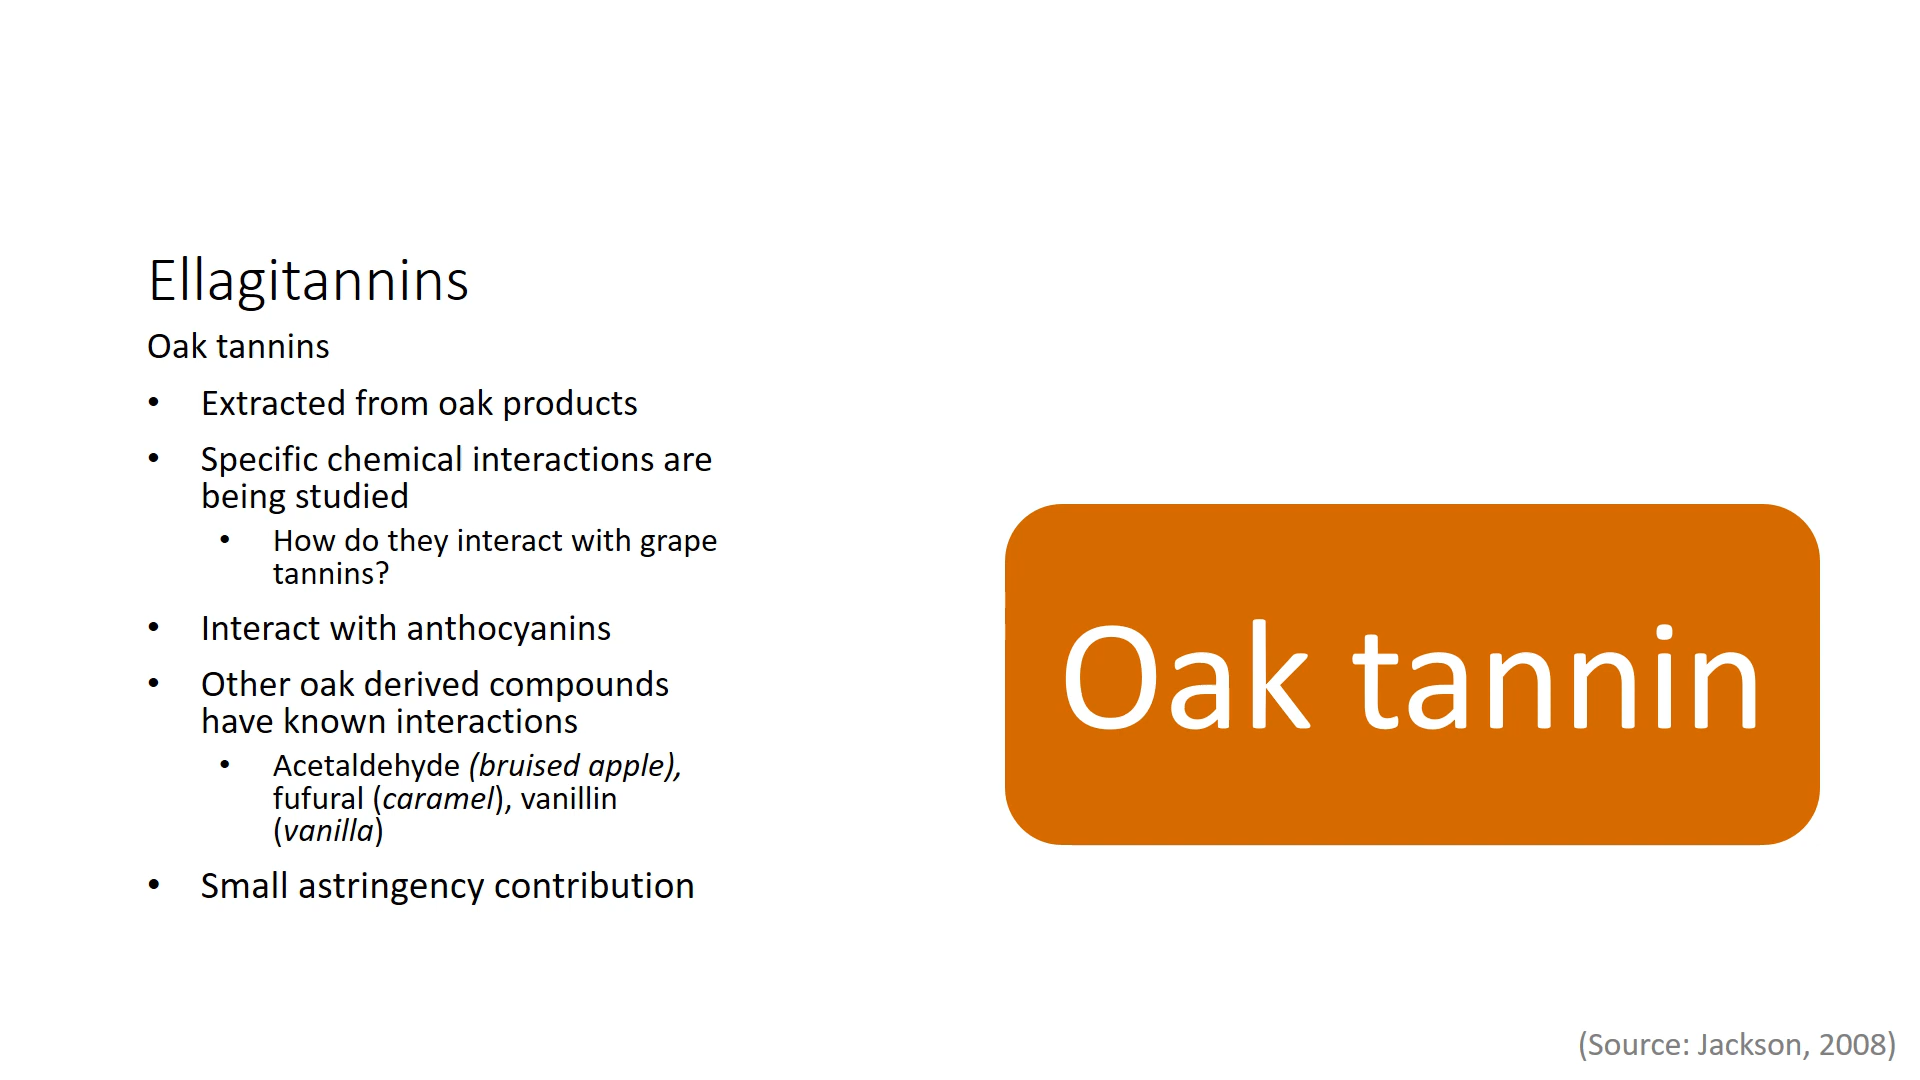 Ellagitannins
Oak tannins
• Extracted from oak products
• Specific chemical interactions are
being studied
• How do they interact with grape
tannins?
• Interact with anthocyanins
• Other oak derived compounds
have known interactions
• Acetaldehyde (bruised apple),
fufural (caramel), vanillin
(vanilla)
• Small astringency contribution
Oak tannin
(Source: Jackson, 2008)